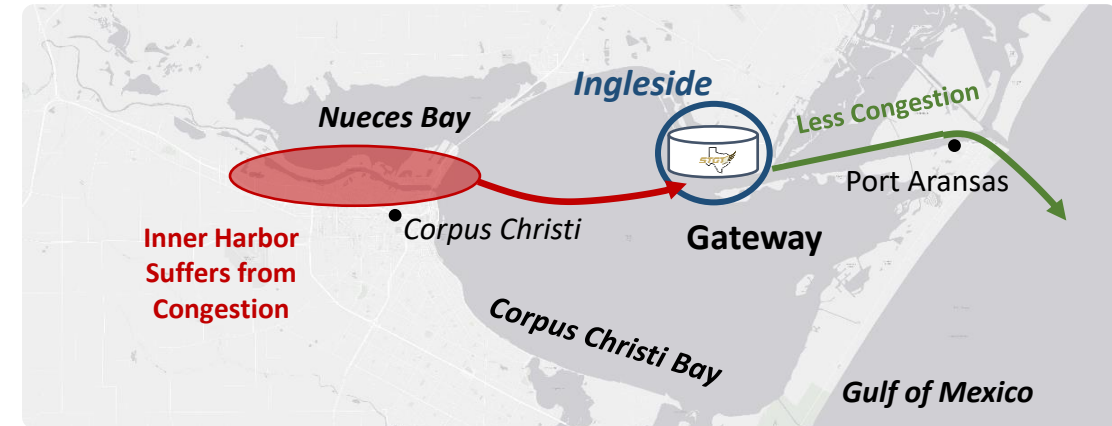 Ingleside
Nueces Bay
Less Congestion
STGT
Port Aransas
Corpus Christi
Gateway
Inner Harbor
Suffers from
Congestion
Corpus Christi Bay
Gulf of Mexico